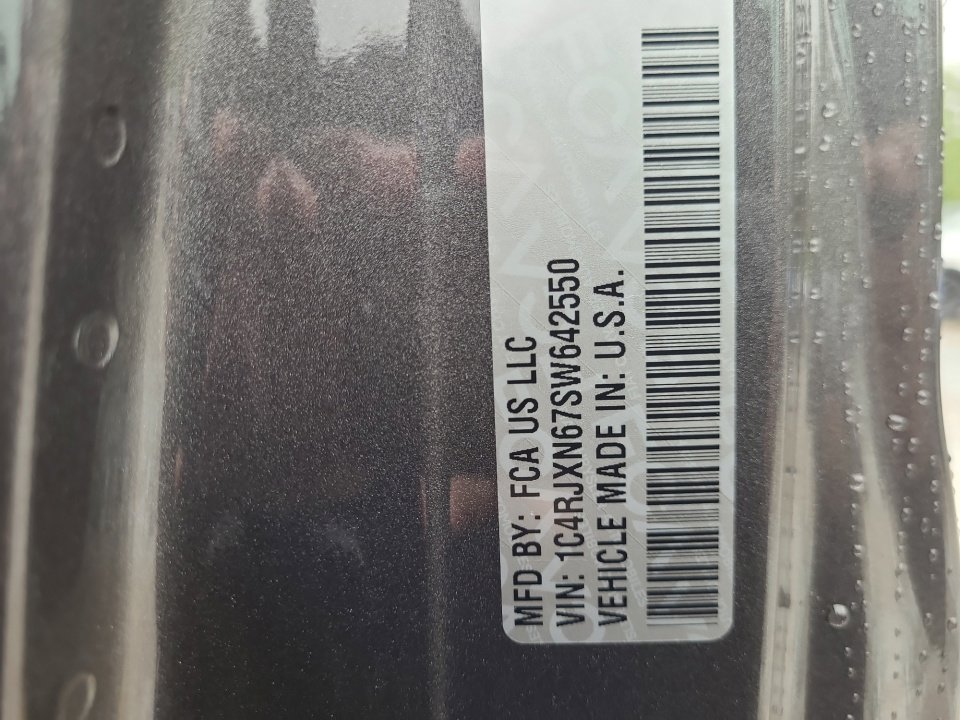 MFD BY: FCA US LLC
VIN: 1C4RJXN67SW642550
VEHICLE MADE IN: U.S.A.